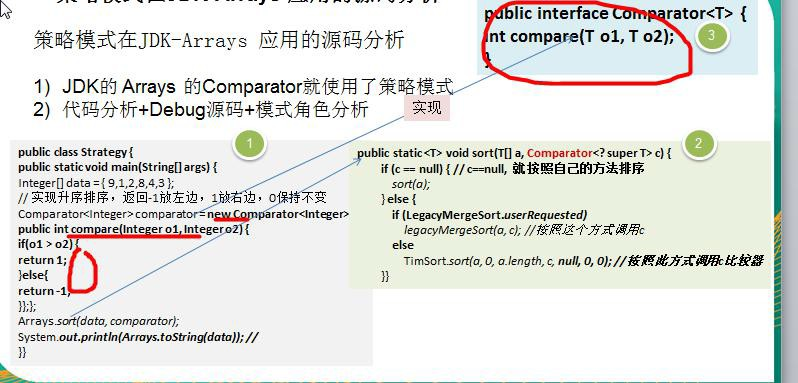 策略模式在JDK-Arrays 应用的源码分析
1) JDK的 Arrays 的Comparator就使用了策略模式
2) 代码分析+Debug源码+模式角色分析
实现
public interface Comparator<T> {
int compare(T o1, T o2);
}
3
1
public class Strategy {
public static void main(String[] args) {
Integer[] data = { 9,1,2,8,4,3 };
// 实现升序排序，返回-1放左边，1放右边，0保持不变
Comparator<Integer> comparator = new Comparator<Integer>
public int compare(Integer o1, Integer o2) {
if(o1 > o2) {
return 1;
}else{
return -1;
}};};
Arrays.sort(data, comparator);
System.out.println(Arrays.toString(data)); //
}}
2
public static <T> void sort(T[] a, Comparator<? super T> c) {
if (c == null) { // c==null, 就按照自己的方法排序
sort(a);
} else {
if (LegacyMergeSort.userRequested)
legacyMergeSort(a, c); //按照这个方式调用c
else
TimSort.sort(a, 0, a.length, c, null, 0, 0); //按照此方式调用c比较器
}}